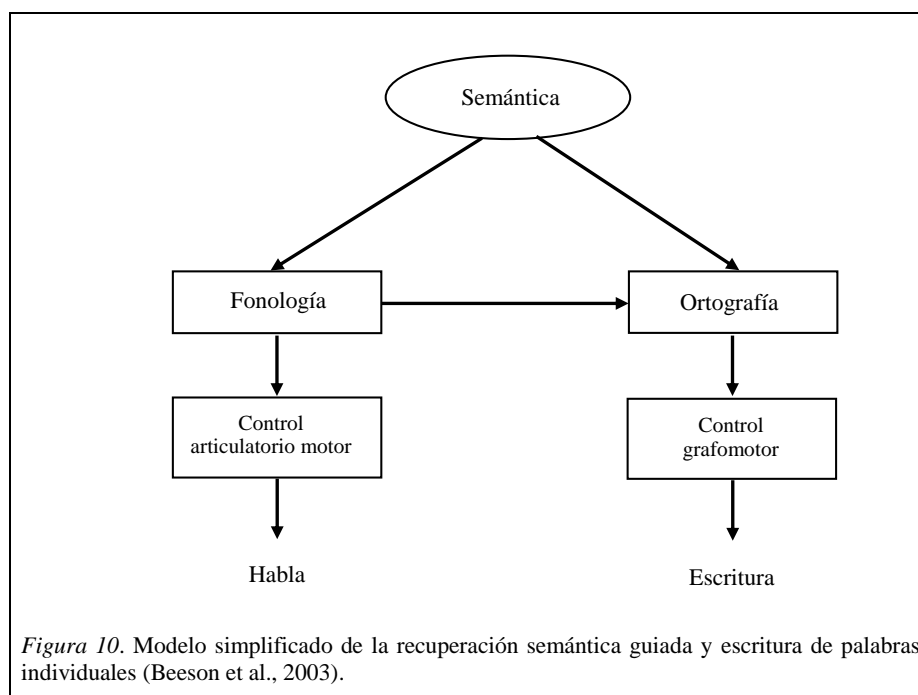 Semántica
Fonología
Ortografía
Control
articulatorio motor
Control
grafomotor
Habla
Escritura
Figura 10. Modelo simplificado de la recuperación semántica guiada y escritura de palabras
individuales (Beeson et al., 2003).